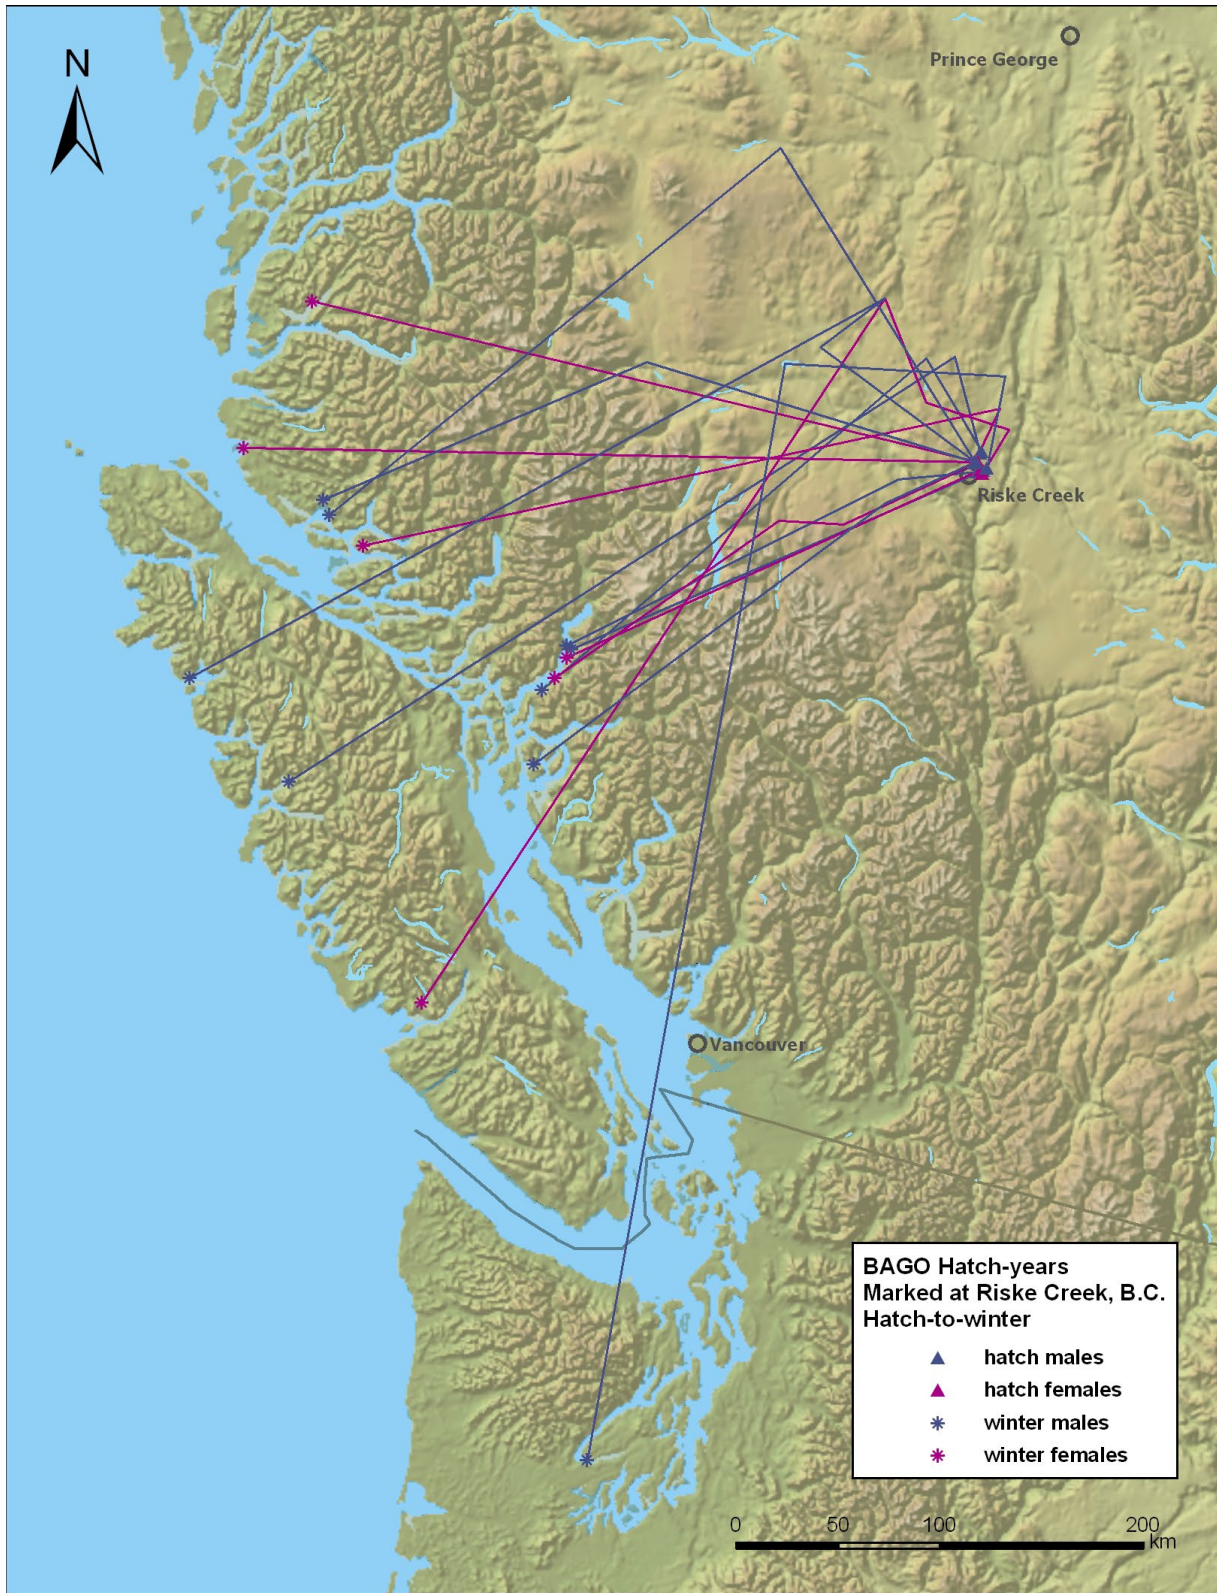 N
Prince George
Riske Creek
Vancouver
BAGO Hatch-years
Marked at Riske Creek, B.C.
Hatch-to-winter
hatch males
hatch females
winter males
winter females
0 50 100 200
km